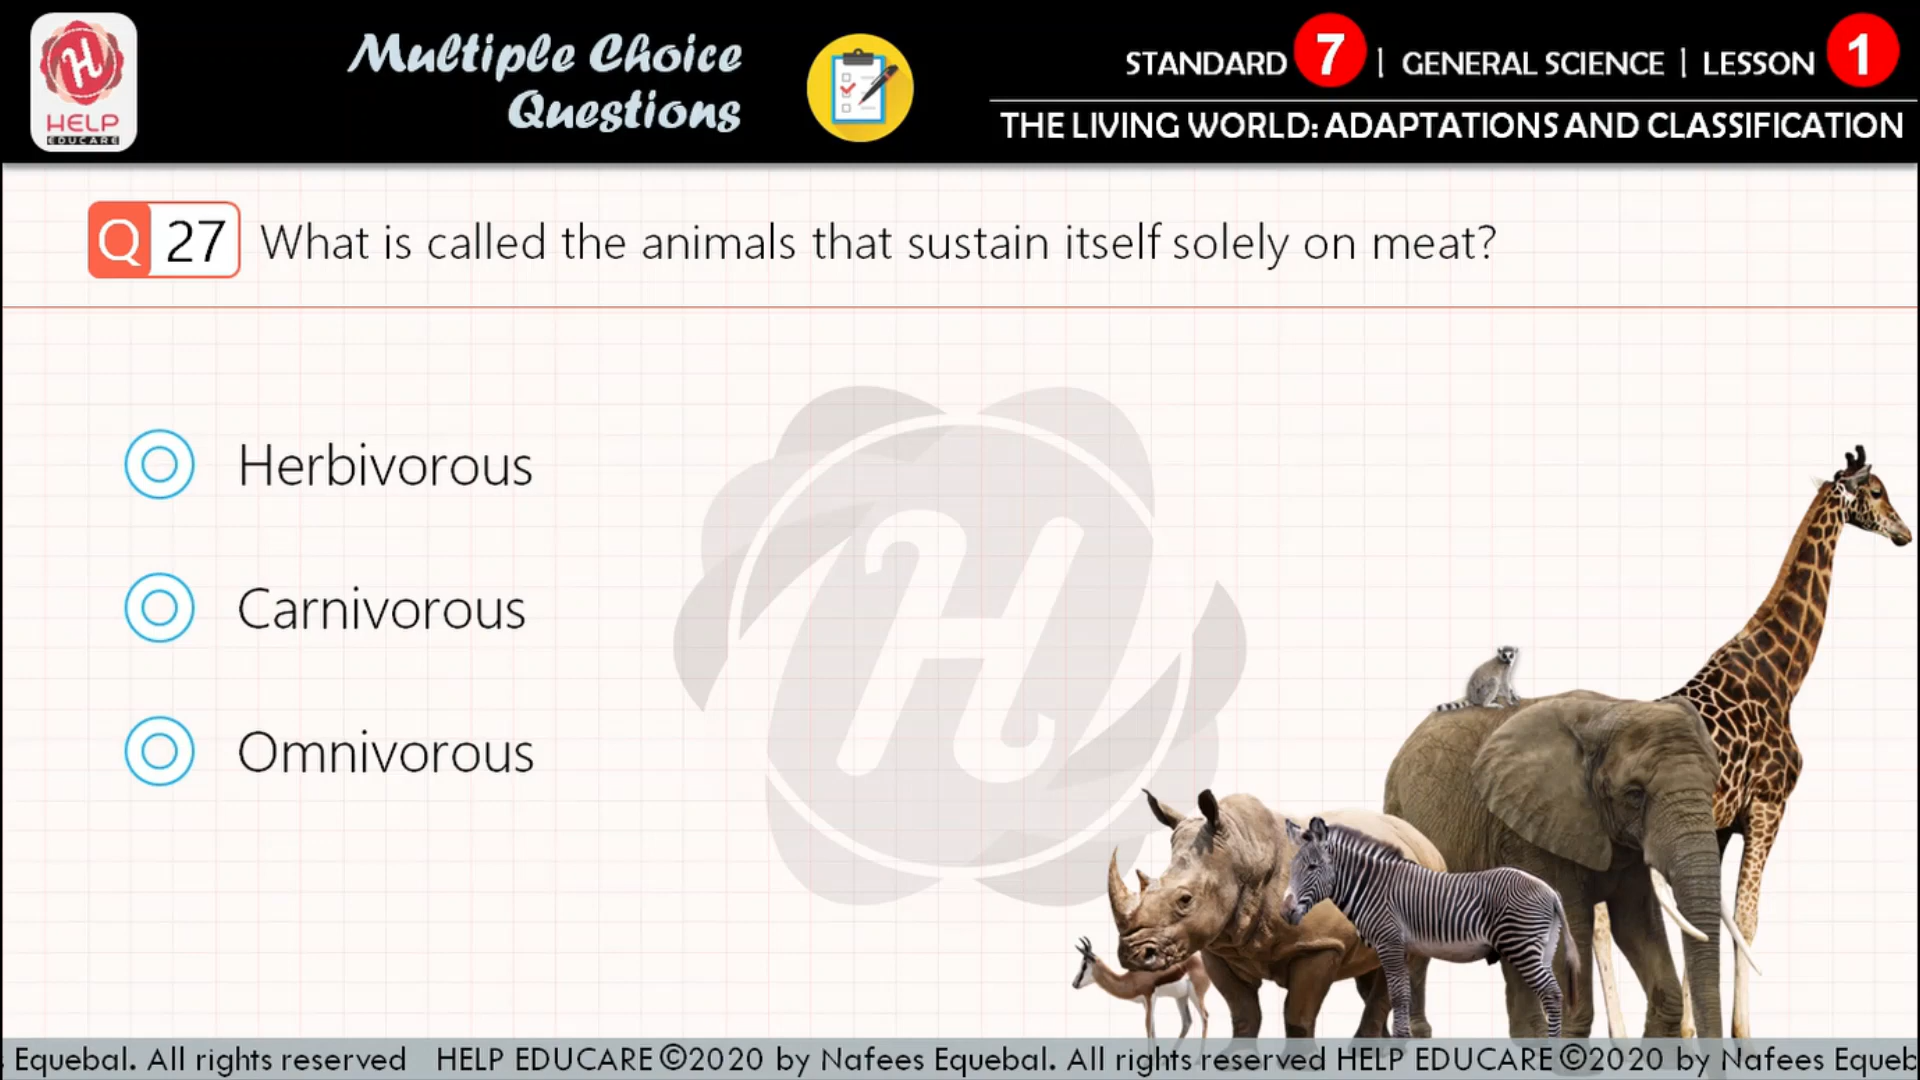 HELP
EDUCARE
Multiple Choice
Questions
STANDARD 7 | GENERAL SCIENCE | LESSON 1
THE LIVING WORLD: ADAPTATIONS AND CLASSIFICATION
Q 27 What is called the animals that sustain itself solely on meat?
Herbivorous
Carnivorous
Omnivorous
s Equebal. All rights reserved HELP EDUCARE ©2020 by Nafees Equebal. All rights reserved HELP EDUCARE ©2020 by Nafees Equeb